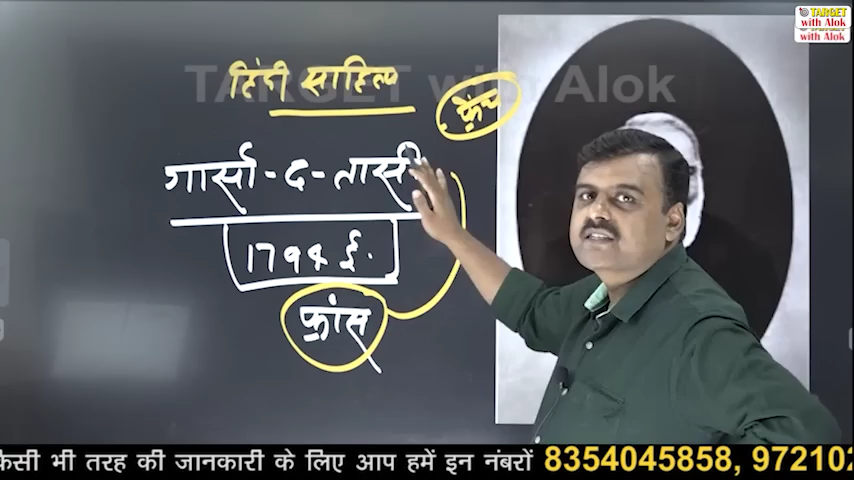 TARGET
with Alok
with Alok
TARGET with Alok
हिंदी साहित्य
फ्रेंच
गार्सा-द-तासी
1794 ई.
फ्रांस
केसी भी तरह की जानकारी के लिए आप हमें इन नंबरों 8354045858, 972102